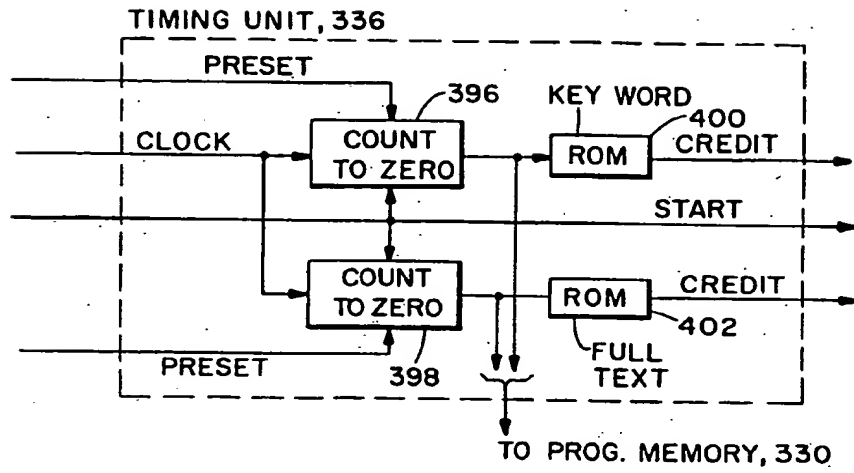 TIMING UNIT, 336
PRESET
396
KEY WORD
400
CLOCK
COUNT
TO ZERO
ROM
CREDIT
START
COUNT
TO ZERO
ROM
CREDIT
402
PRESET
398
FULL
TEXT
TO PROG. MEMORY, 330